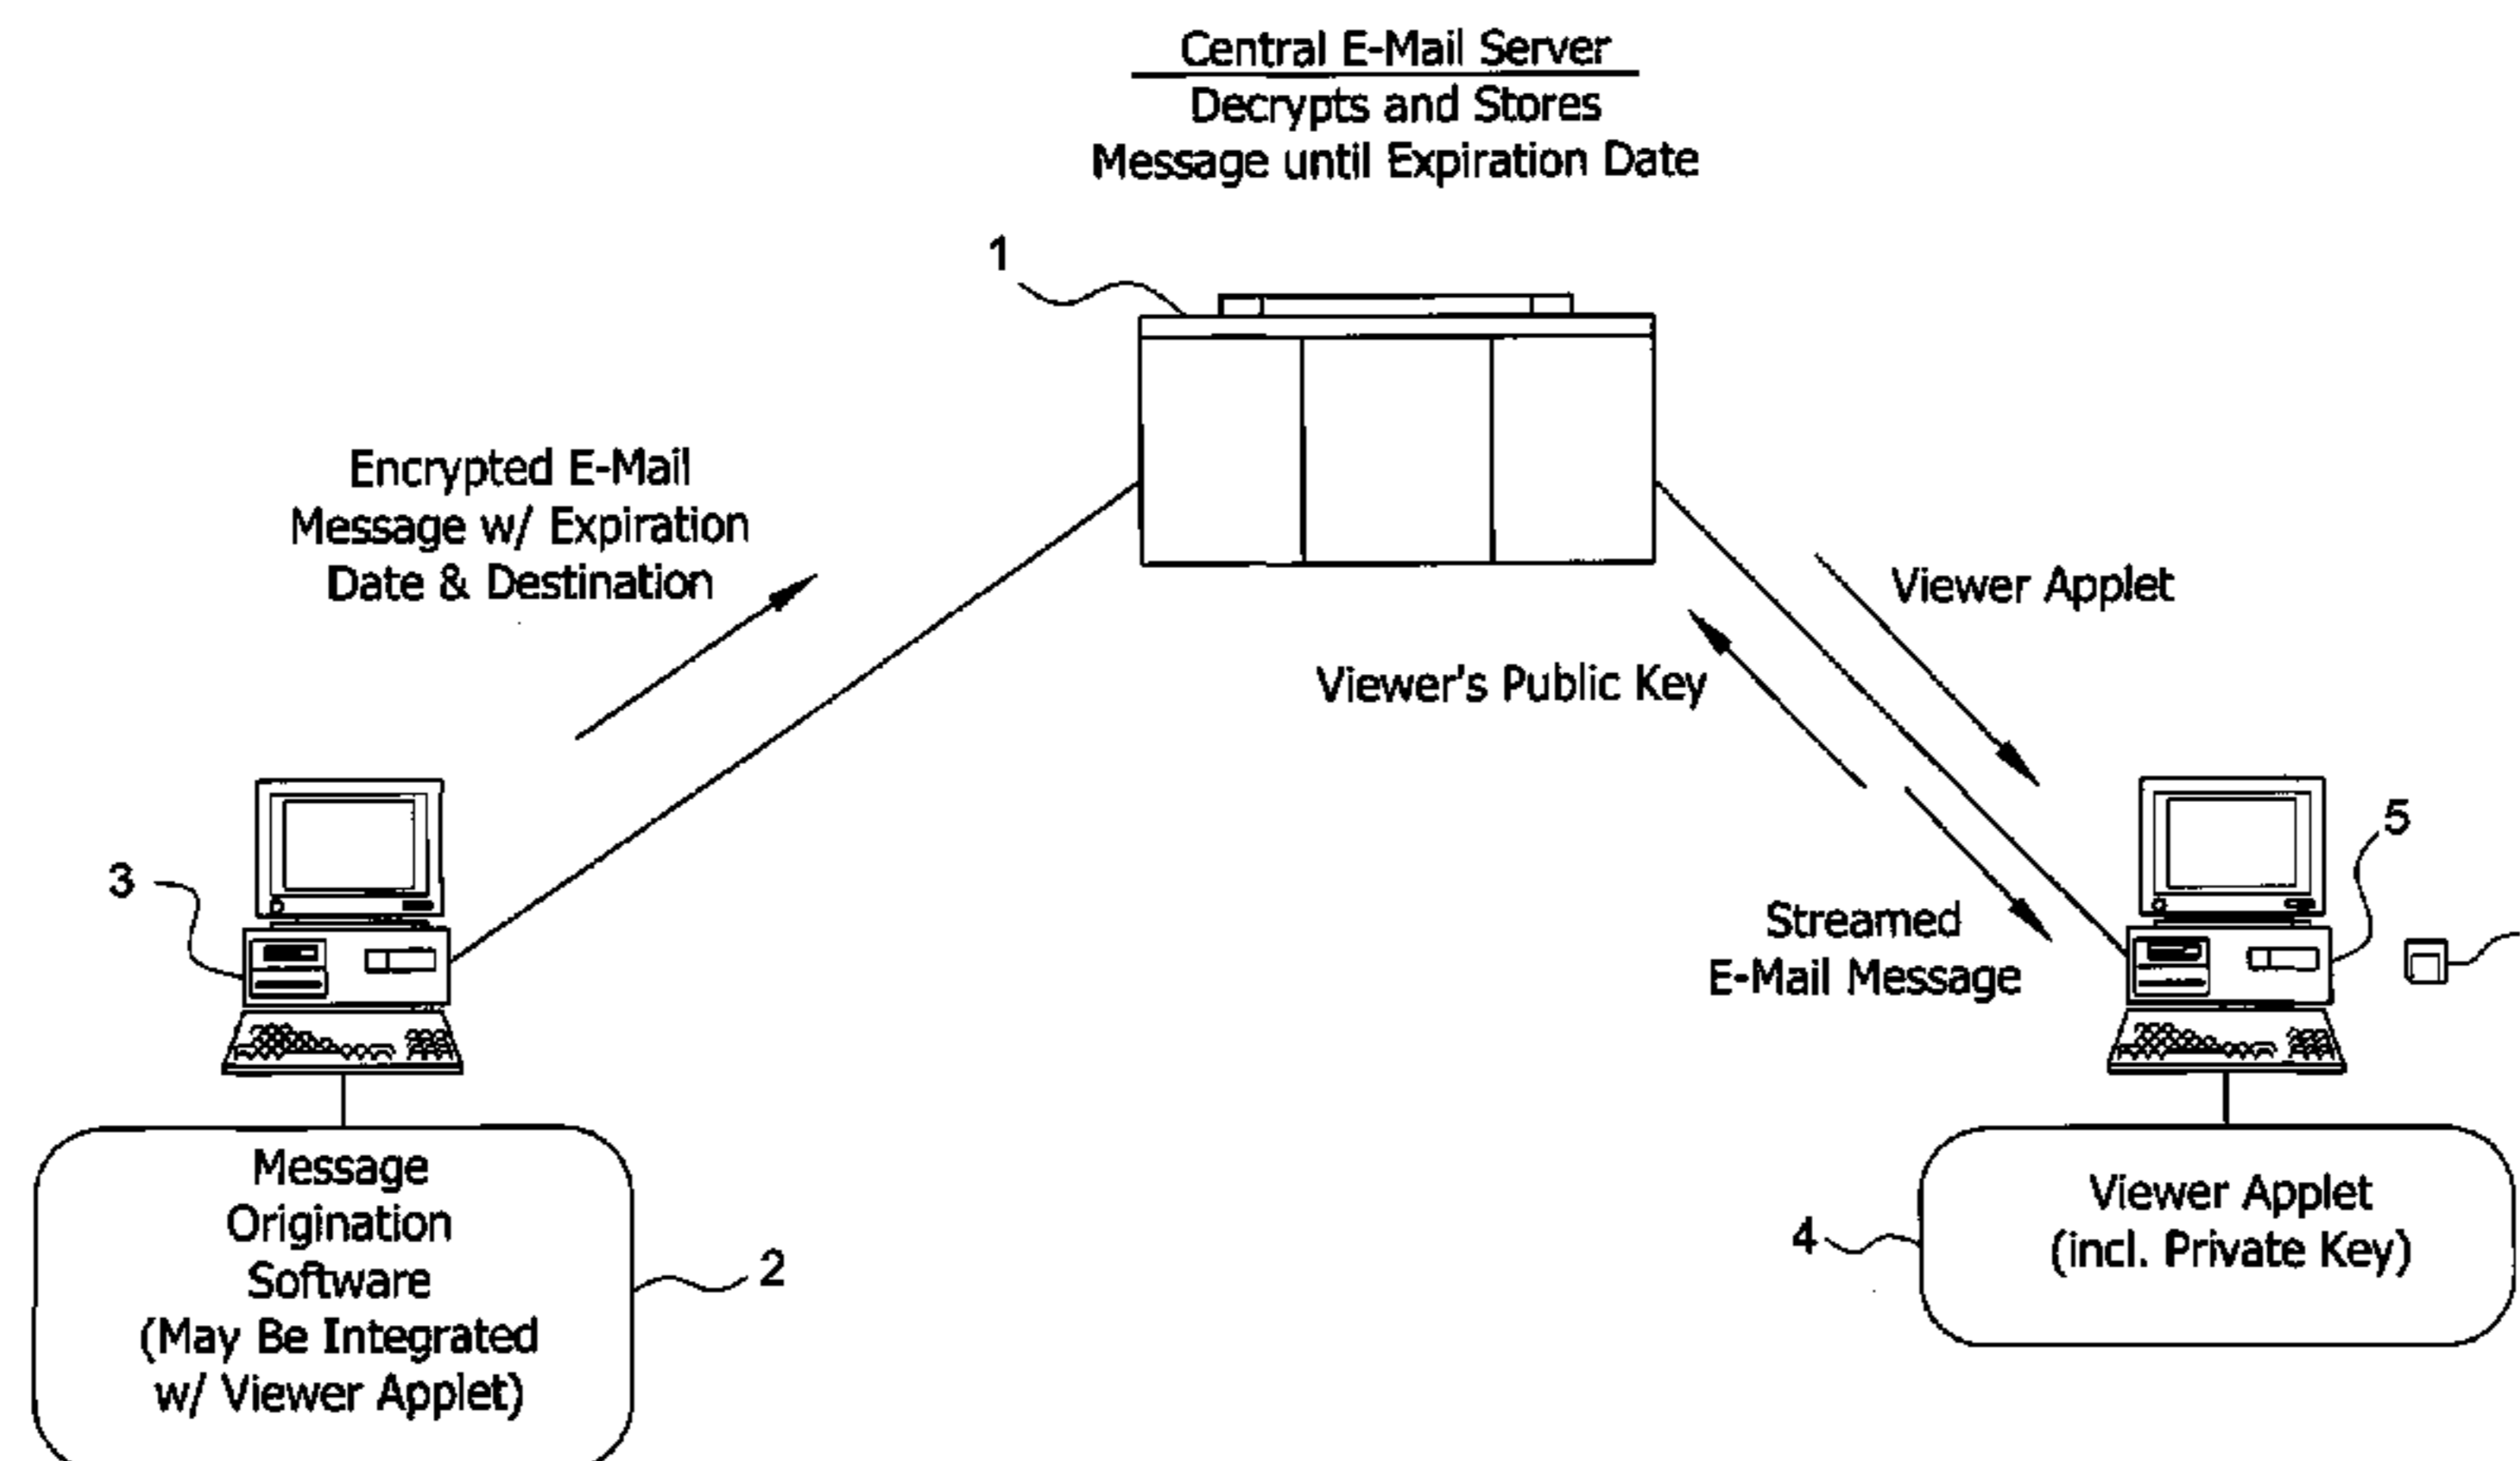 Central E-Mail Server
Decrypts and Stores
Message until Expiration Date
1
Encrypted E-Mail
Message w/ Expiration
Date & Destination
Viewer Applet
Viewer's Public Key
3
5
Streamed
E-Mail Message
Message
Origination
Software
(May Be Integrated
w/ Viewer Applet)
2
4
Viewer Applet
(incl. Private Key)